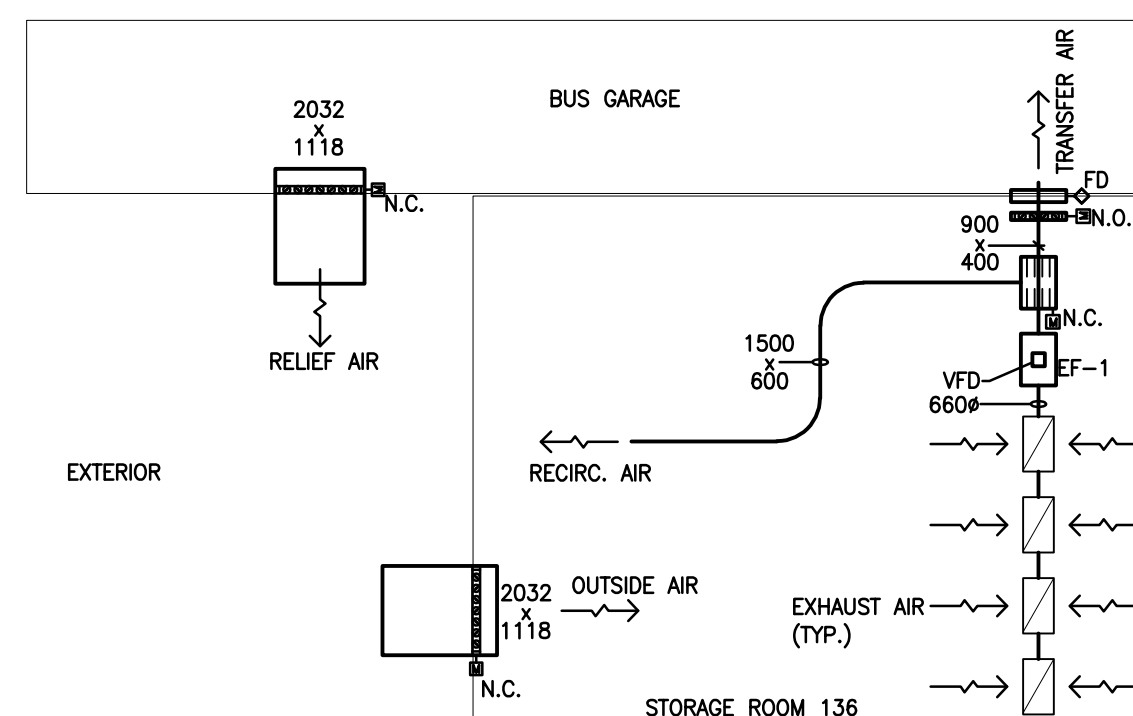 BUS GARAGE
TRANSFER AIR
2032
x
1118
M
N.C.
FD
M
N.O.
900
x
400
M
N.C.
RELIEF AIR
1500
x
600
EF-1
VFD
660ø
EXTERIOR
RECIRC. AIR
2032
x
1118
OUTSIDE AIR
EXHAUST AIR
(TYP.)
M
N.C.
STORAGE ROOM 136